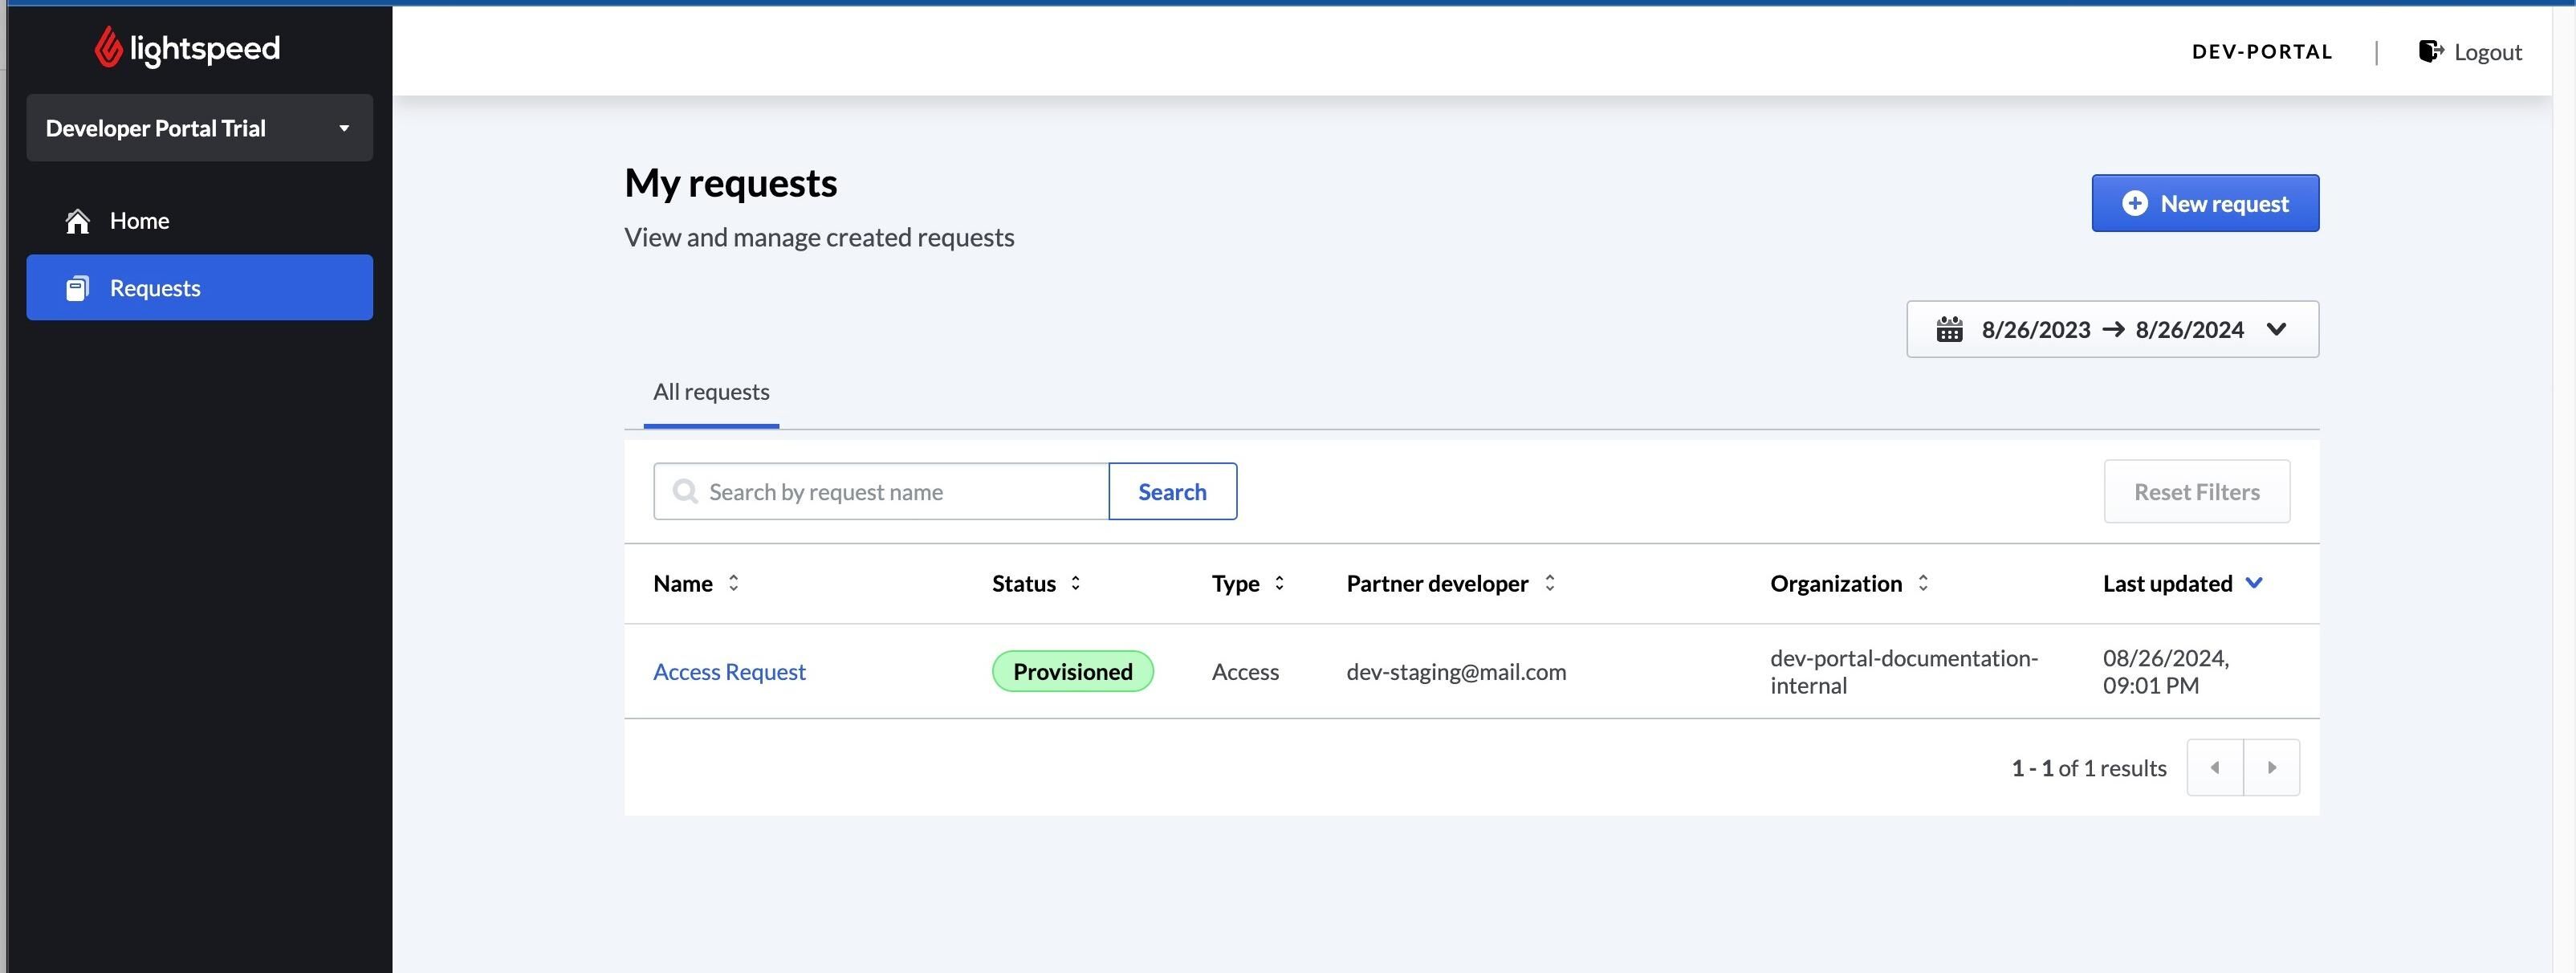 lightspeed
DEV-PORTAL | Logout
Developer Portal Trial
Home
Requests
My requests
New request
View and manage created requests
8/26/2023 → 8/26/2024
All requests
Search by request name
Search
Reset Filters
Name Status Type Partner developer Organization Last updated
Access Request Provisioned Access dev-staging@mail.com dev-portal-documentation-
internal 08/26/2024,
09:01 PM
1 - 1 of 1 results